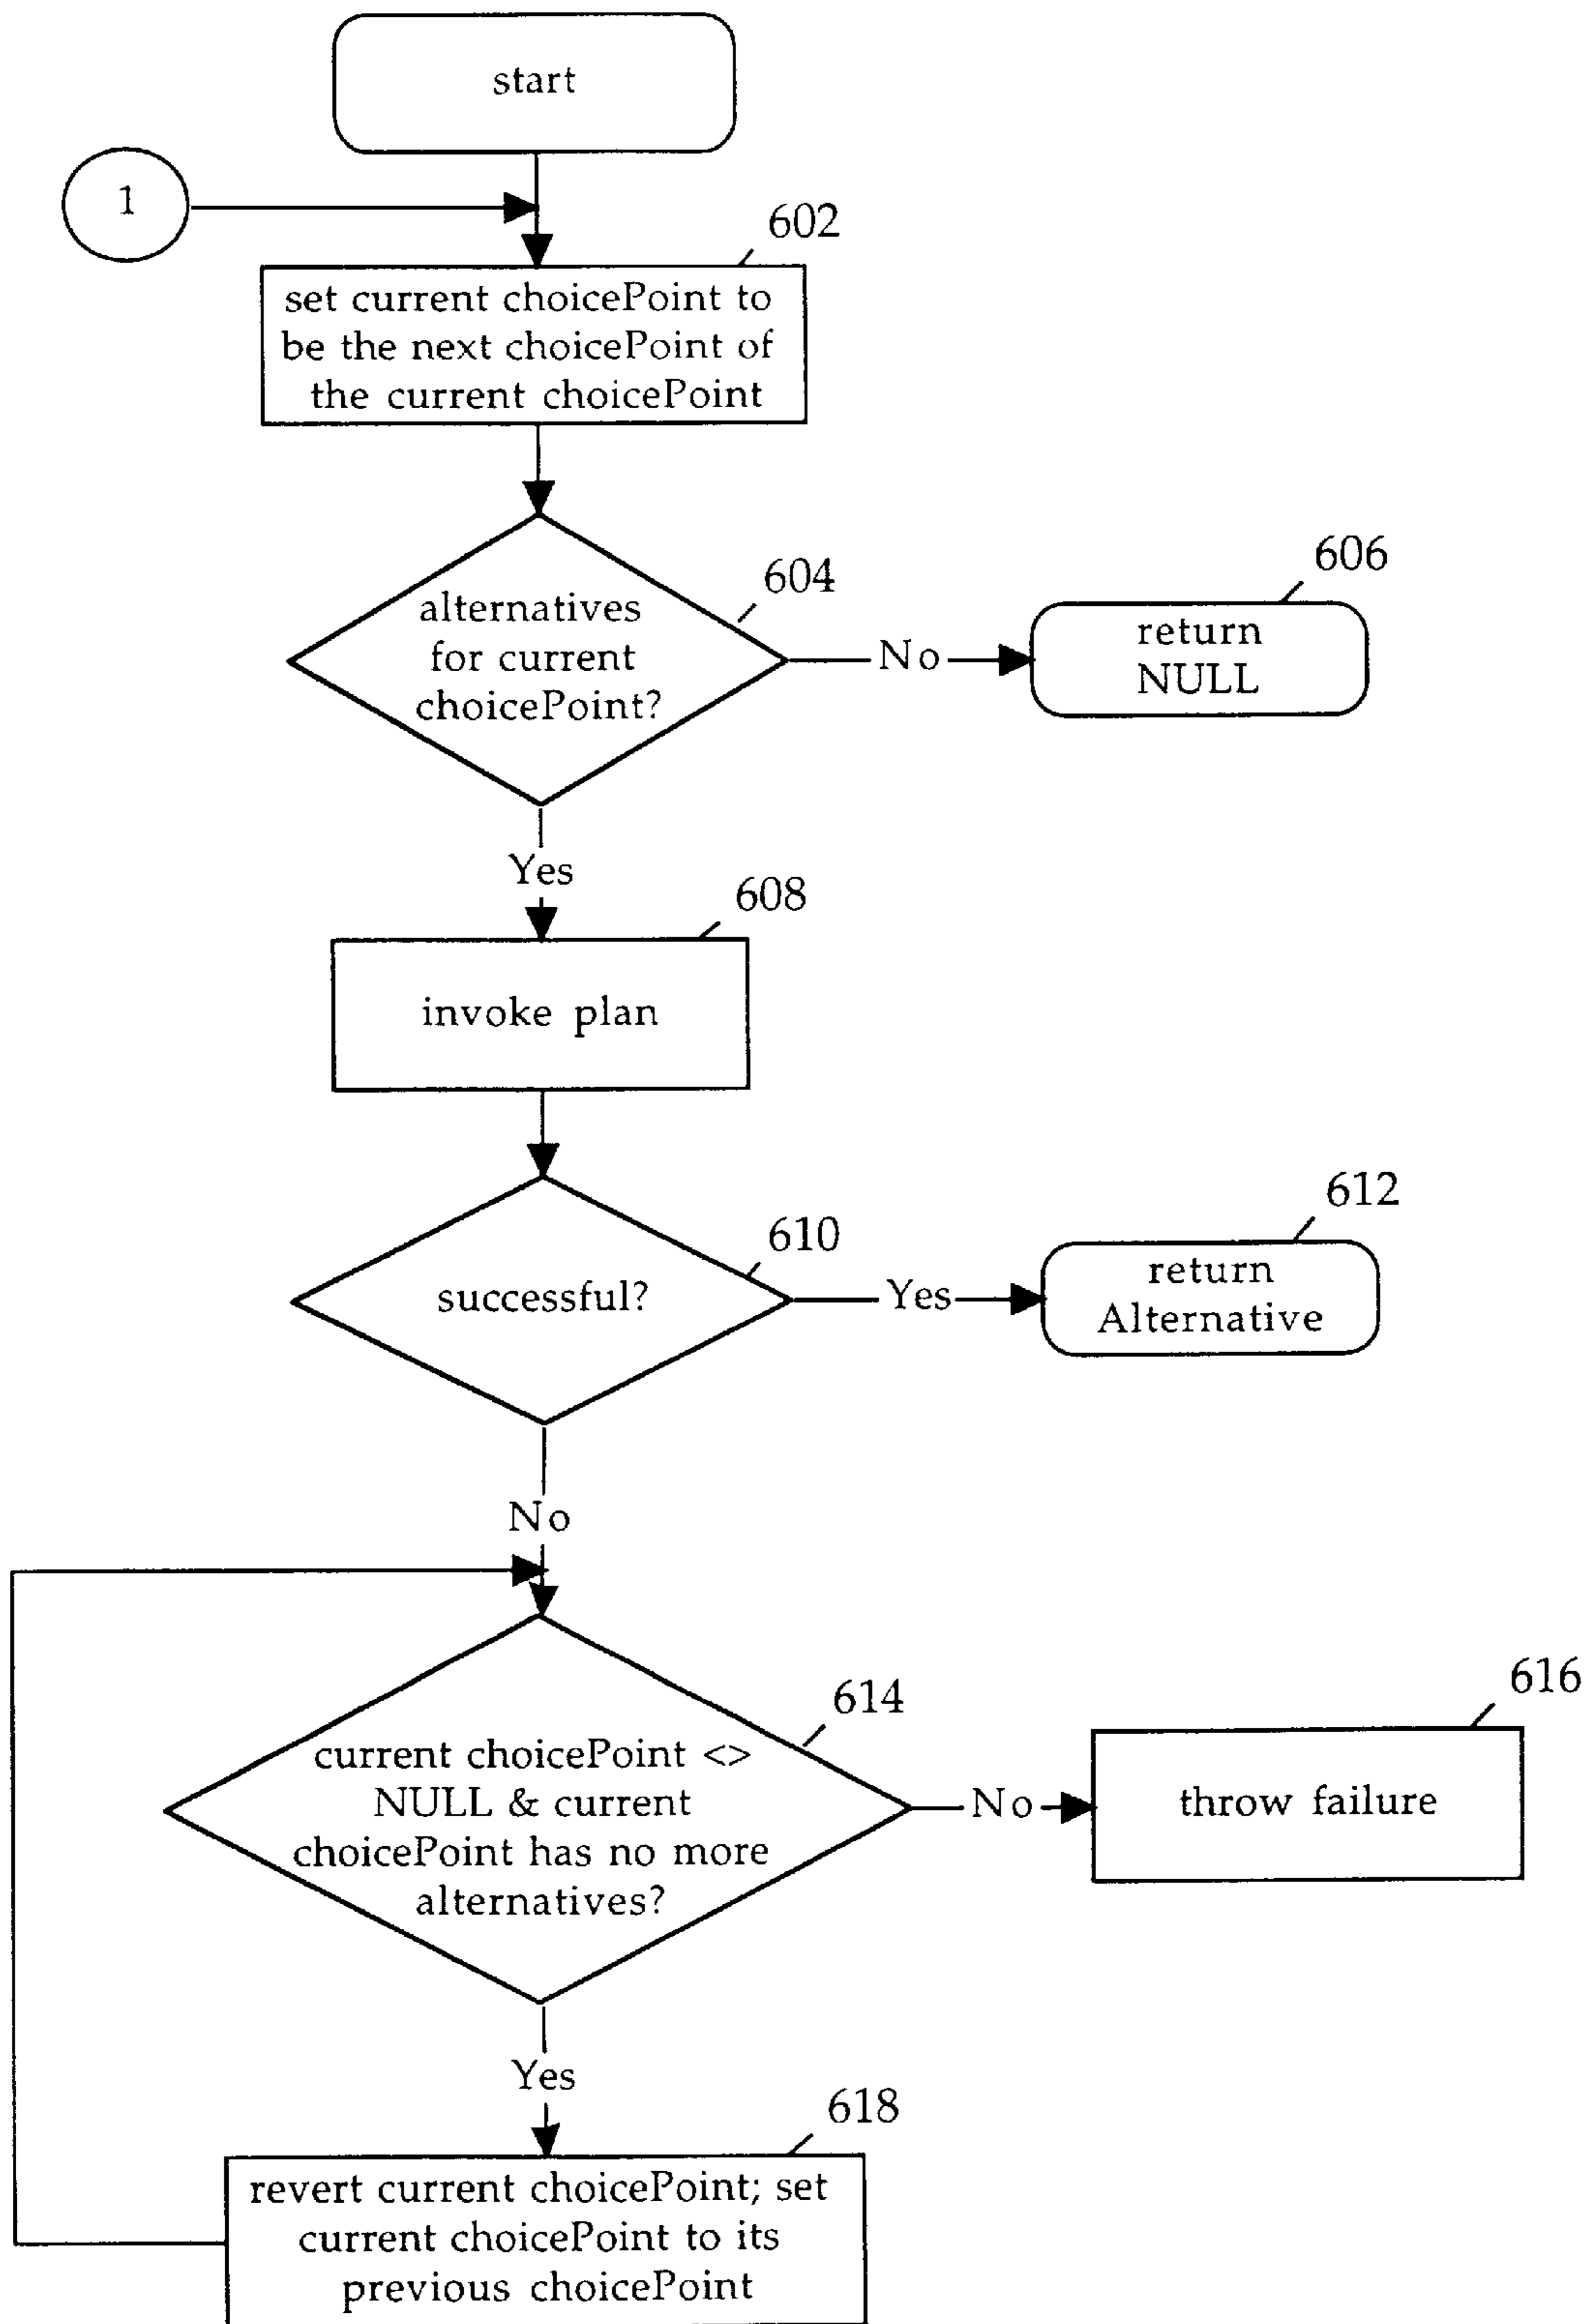 start
1
602
set current choicePoint to
be the next choicePoint of
the current choicePoint
604
alternatives
for current
choicePoint?
No
606
return
NULL
Yes
608
invoke plan
610
successful?
Yes
612
return
Alternative
No
614
current choicePoint <>
NULL & current
choicePoint has no more
alternatives?
No
616
throw failure
Yes
618
revert current choicePoint; set
current choicePoint to its
previous choicePoint